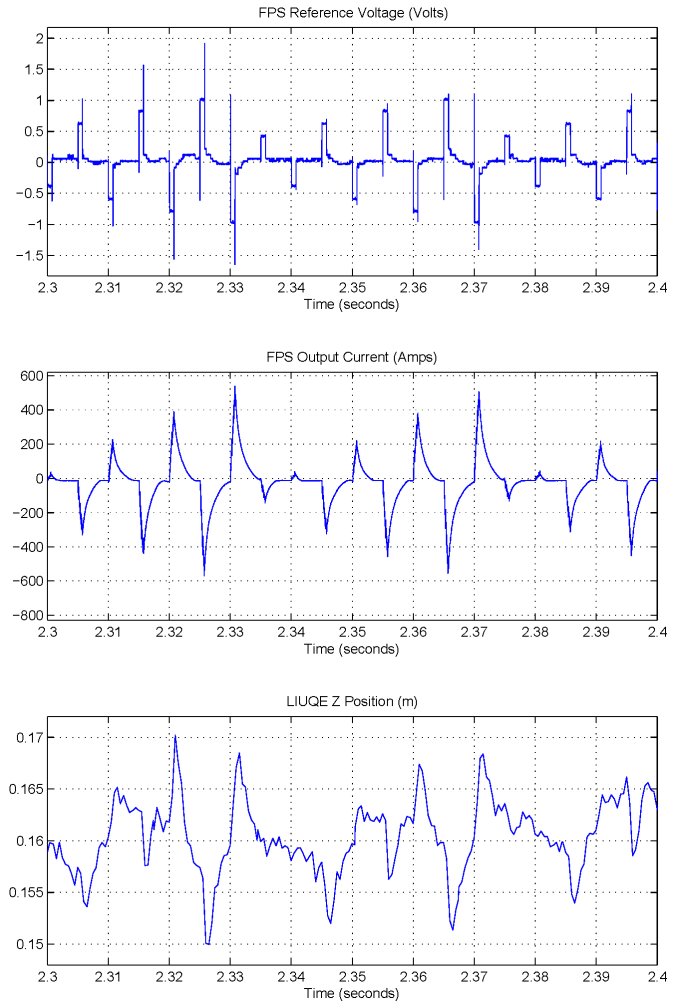 FPS Reference Voltage (Volts)
2
1.5
1
0.5
0
−0.5
−1
−1.5
2.3 2.31 2.32 2.33 2.34 2.35 2.36 2.37 2.38 2.39 2.4
Time (seconds)
FPS Output Current (Amps)
600
400
200
0
−200
−400
−600
−800
2.3 2.31 2.32 2.33 2.34 2.35 2.36 2.37 2.38 2.39 2.4
Time (seconds)
LIUQE Z Position (m)
0.17
0.165
0.16
0.155
0.15
2.3 2.31 2.32 2.33 2.34 2.35 2.36 2.37 2.38 2.39 2.4
Time (seconds)